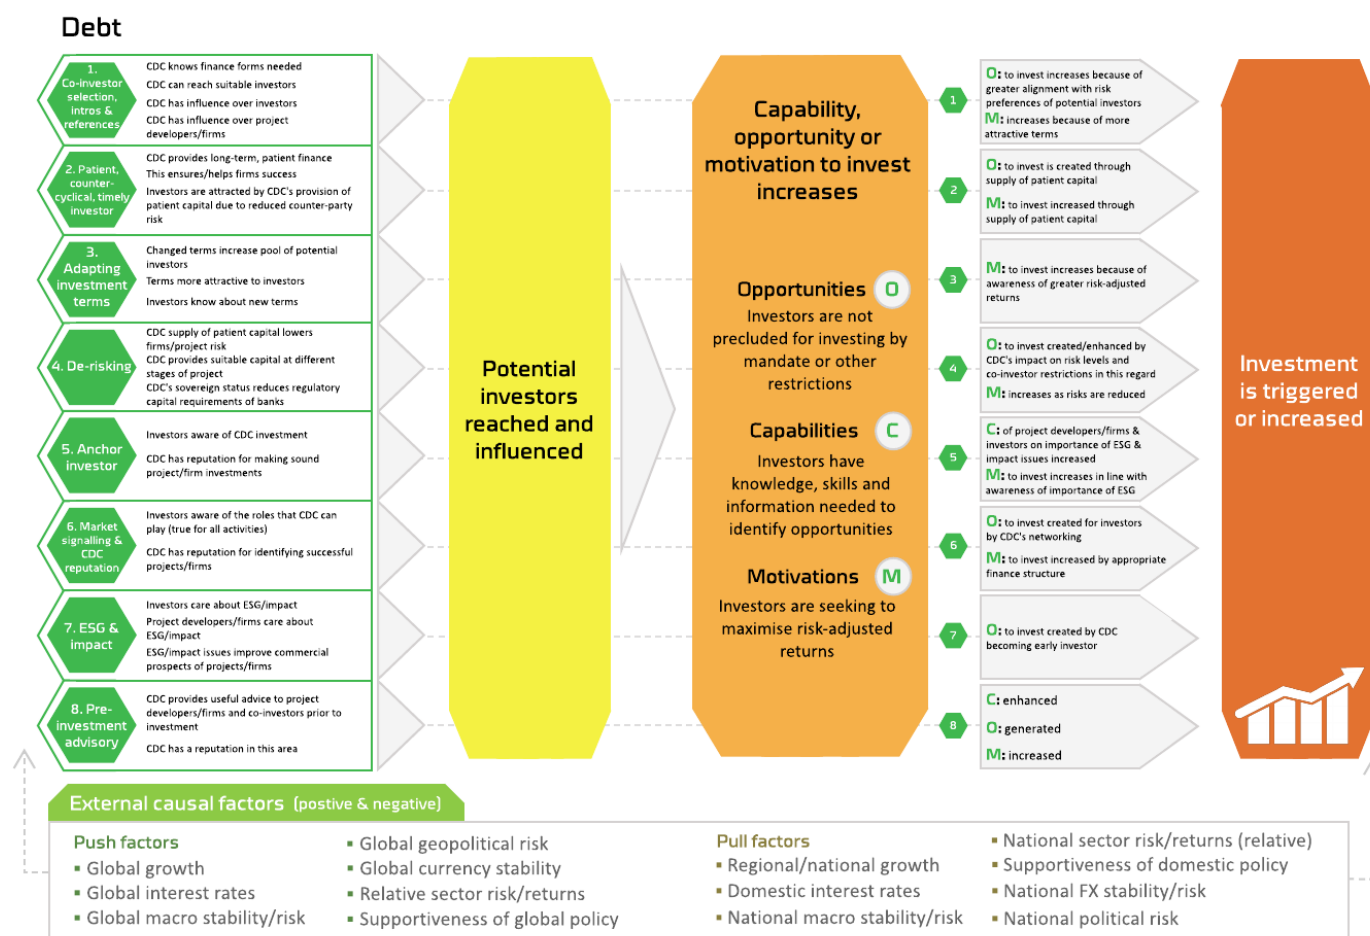 Debt
1.
Co-investor
selection,
intros &
references
CDC knows finance forms needed
CDC can reach suitable investors
CDC has influence over investors
CDC has influence over project
developers/firms
2. Patient,
counter-
cyclical, timely
investor
CDC provides long-term, patient finance
This ensures/helps firms success
Investors are attracted by CDC's provision of
patient capital due to reduced counter-party
risk
3.
Adapting
investment
terms
Changed terms increase pool of potential
investors
Terms more attractive to investors
Investors know about new terms
4. De-risking
CDC supply of patient capital lowers
firms/project risk
CDC provides suitable capital at different
stages of project
CDC's sovereign status reduces regulatory
capital requirements of banks
5. Anchor
investor
Investors aware of CDC investment
CDC has reputation for making sound
project/firm investments
6. Market
signalling &
CDC
reputation
Investors aware of the roles that CDC can
play (true for all activities)
CDC has reputation for identifying successful
projects/firms
7. ESG &
impact
Investors care about ESG/impact
Project developers/firms care about
ESG/impact
ESG/impact issues improve commercial
prospects of projects/firms
8. Pre-
investment
advisory
CDC provides useful advice to project
developers/firms and co-investors prior to
investment
CDC has a reputation in this area
Potential
investors
reached and
influenced
Capability,
opportunity or
motivation to invest
increases
Opportunities O
Investors are not
precluded for investing by
mandate or other
restrictions
Capabilities C
Investors have
knowledge, skills and
information needed to
identify opportunities
Motivations M
Investors are seeking to
maximise risk-adjusted
returns
1
O: to invest increases because of
greater alignment with risk
preferences of potential investors
M: increases because of more
attractive terms
2
O: to invest is created through
supply of patient capital
M: to invest increased through
supply of patient capital
3
M: to invest increases because of
awareness of greater risk-adjusted
returns
4
O: to invest created/enhanced by
CDC's impact on risk levels and
co-investor restrictions in this regard
M: increases as risks are reduced
5
C: of project developers/firms &
investors on importance of ESG &
impact issues increased
M: to invest increases in line with
awareness of importance of ESG
6
O: to invest created for investors
by CDC's networking
M: to invest increased by appropriate
finance structure
7
O: to invest created by CDC
becoming early investor
8
C: enhanced
O: generated
M: increased
Investment
is triggered
or increased
External causal factors (postive & negative)
Push factors
▪ Global growth
▪ Global interest rates
▪ Global macro stability/risk
▪ Global geopolitical risk
▪ Global currency stability
▪ Relative sector risk/returns
▪ Supportiveness of global policy
Pull factors
▪ Regional/national growth
▪ Domestic interest rates
▪ National macro stability/risk
▪ National sector risk/returns (relative)
▪ Supportiveness of domestic policy
▪ National FX stability/risk
▪ National political risk